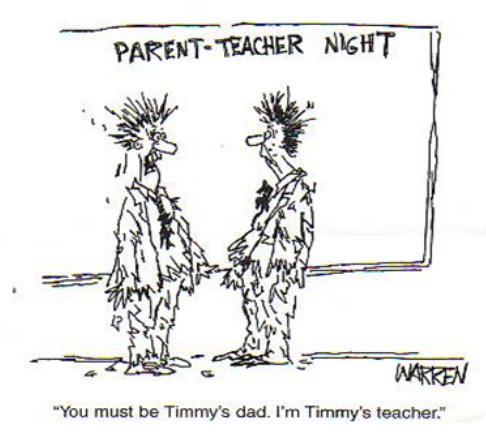 PARENT-TEACHER NIGHT
WARREN
"You must be Timmy's dad. I'm Timmy's teacher."